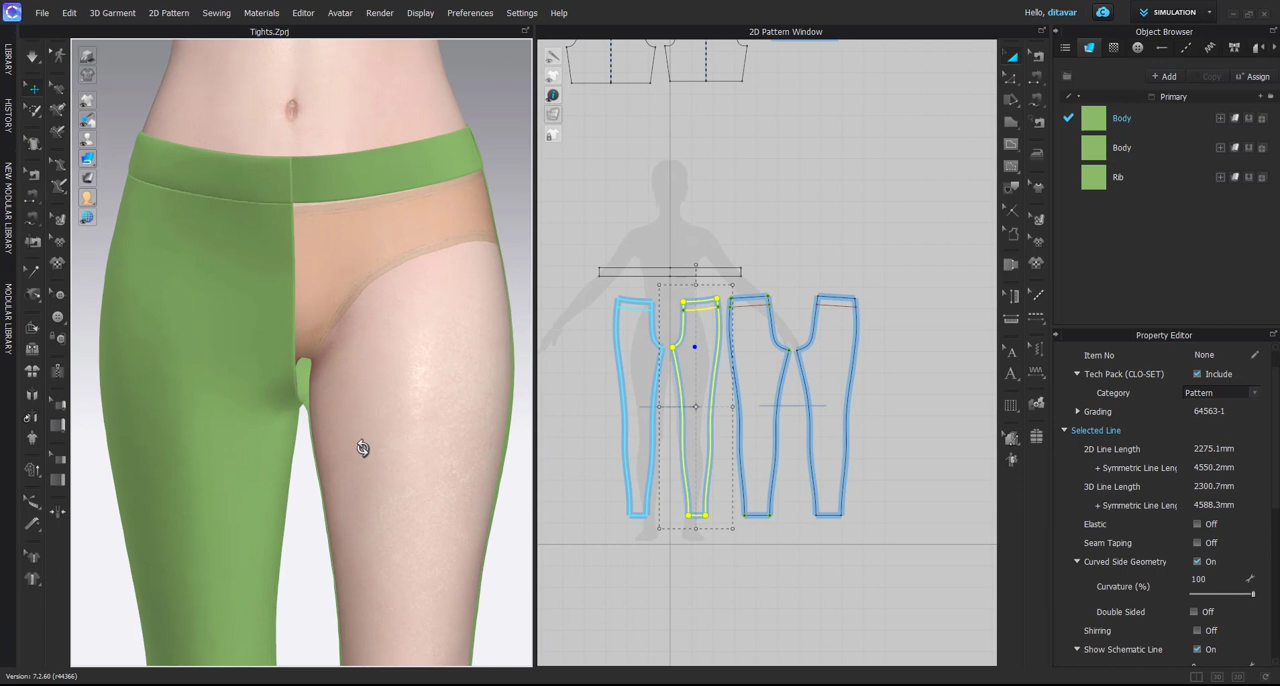 File Edit 3D Garment 2D Pattern Sewing Materials Editor Avatar Render Display Preferences Settings Help
Hello, ditavar
SIMULATION
Tights.Zprj
2D Pattern Window
Object Browser
LIBRARY
HISTORY
NEW MODULAR LIBRARY
MODULAR LIBRARY
+ Add
Copy
Assign
Primary
Body
Body
Rib
Property Editor
Item No None
Tech Pack (CLO-SET) Include
Category Pattern
Grading 64563-1
Selected Line
2D Line Length 2275.1mm
+ Symmetric Line Leng 4550.2mm
3D Line Length 2300.7mm
+ Symmetric Line Leng 4588.3mm
Elastic Off
Seam Taping Off
Curved Side Geometry On
Curvature (%) 100
Double Sided Off
Shirring Off
Show Schematic Line On
Version: 7.2.60 (r44366)
3D
2D